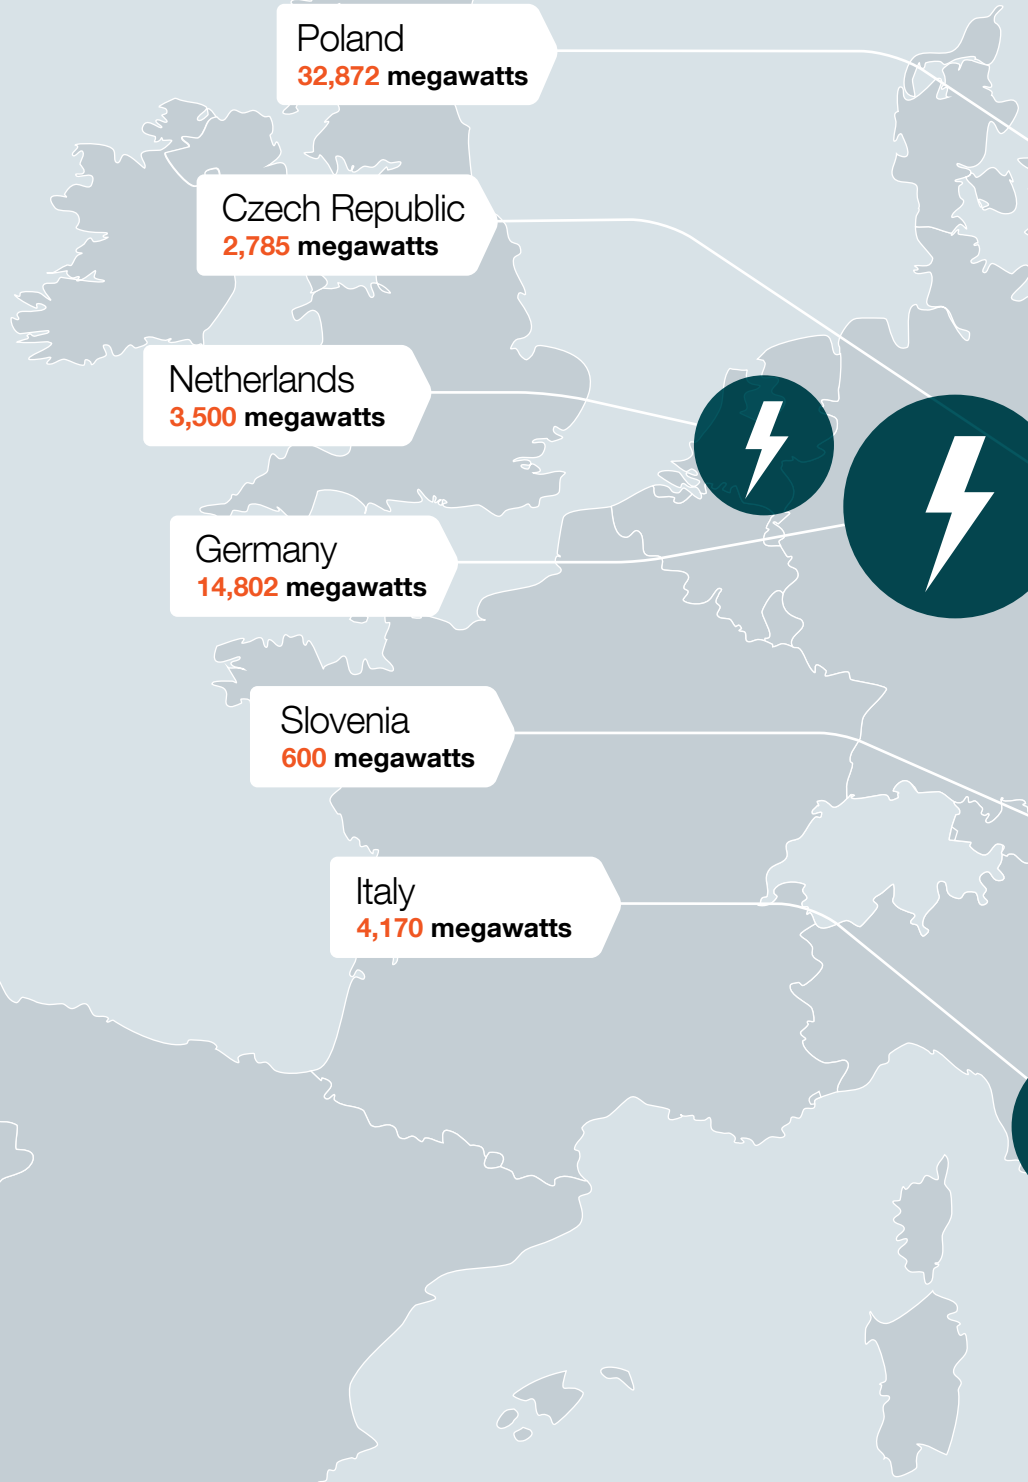 Poland
32,872 megawatts
Czech Republic
2,785 megawatts
Netherlands
3,500 megawatts
Germany
14,802 megawatts
Slovenia
600 megawatts
Italy
4,170 megawatts